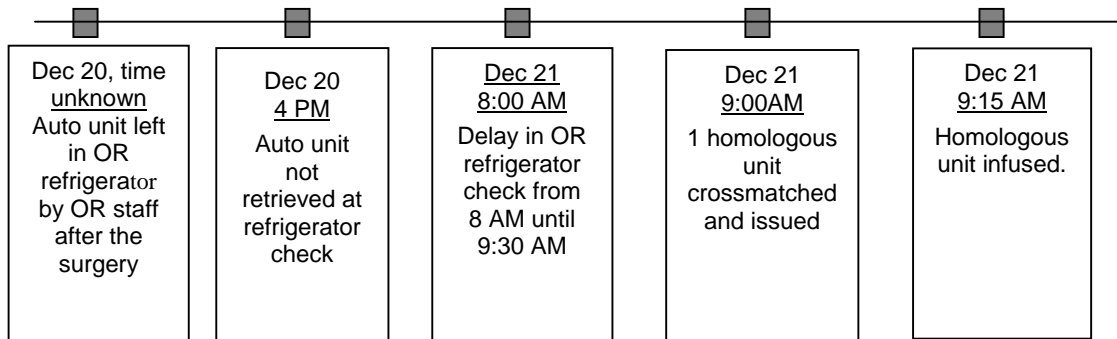 Dec 20, time
unknown
Auto unit left
in OR
refrigerator
by OR staff
after the
surgery
Dec 20
4 PM
Auto unit
not
retrieved at
refrigerator
check
Dec 21
8:00 AM
Delay in OR
refrigerator
check from
8 AM until
9:30 AM
Dec 21
9:00AM
1 homologous
unit
crossmatched
and issued
Dec 21
9:15 AM
Homologous
unit infused.